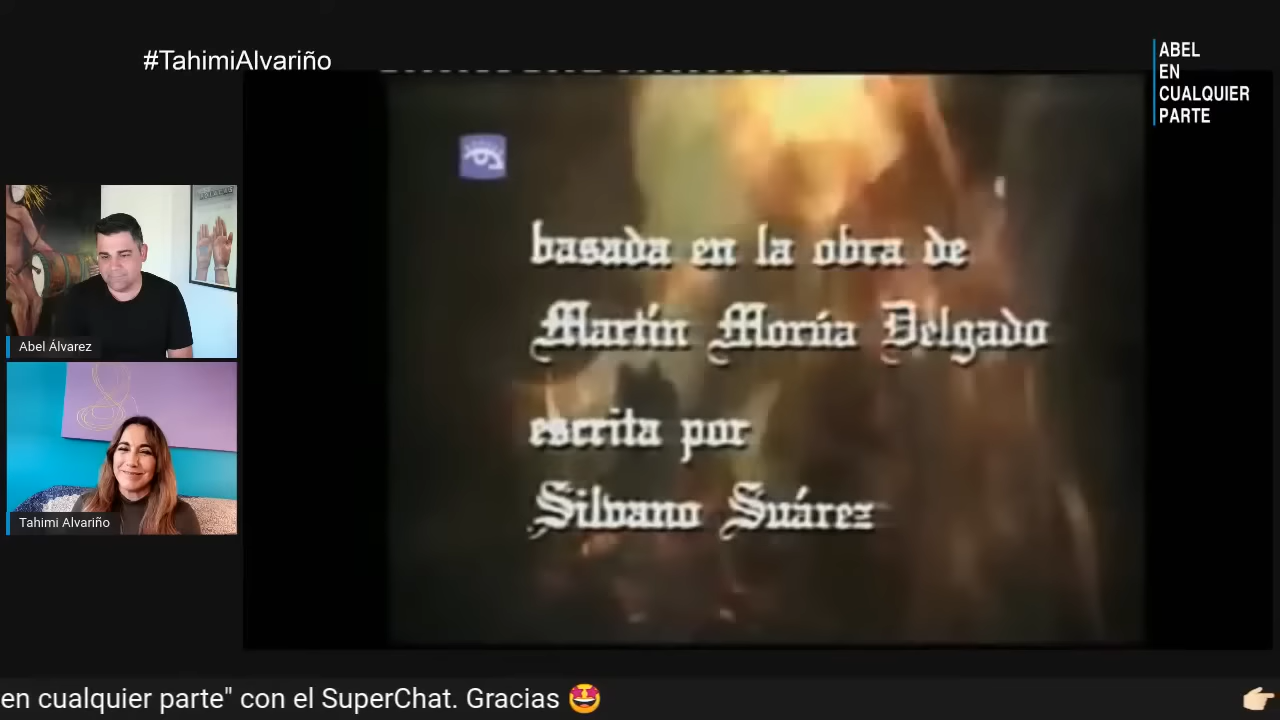 #TahimiAlvariño
ABEL
EN
CUALQUIER
PARTE
basada en la obra de
Martín Morúa Delgado
escrita por
Silvano Suárez
Abel Álvarez
Tahimi Alvariño
en cualquier parte" con el SuperChat. Gracias 🤩
👉